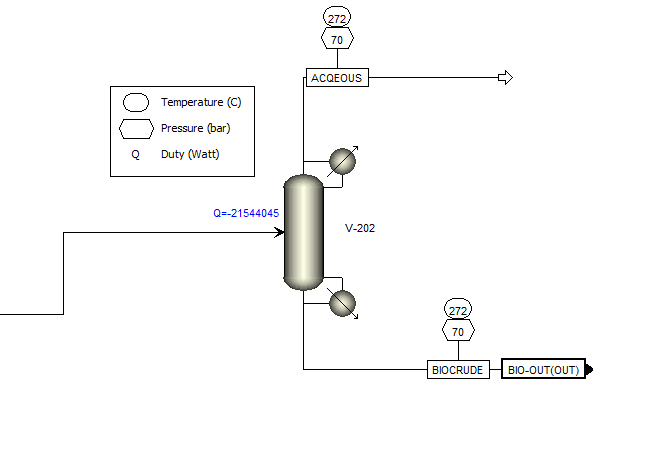 272
70
ACQEOUS
Temperature (C)
Pressure (bar)
Q Duty (Watt)
Q=-21544045
V-202
272
70
BIOCRUDE
BIO-OUT(OUT)